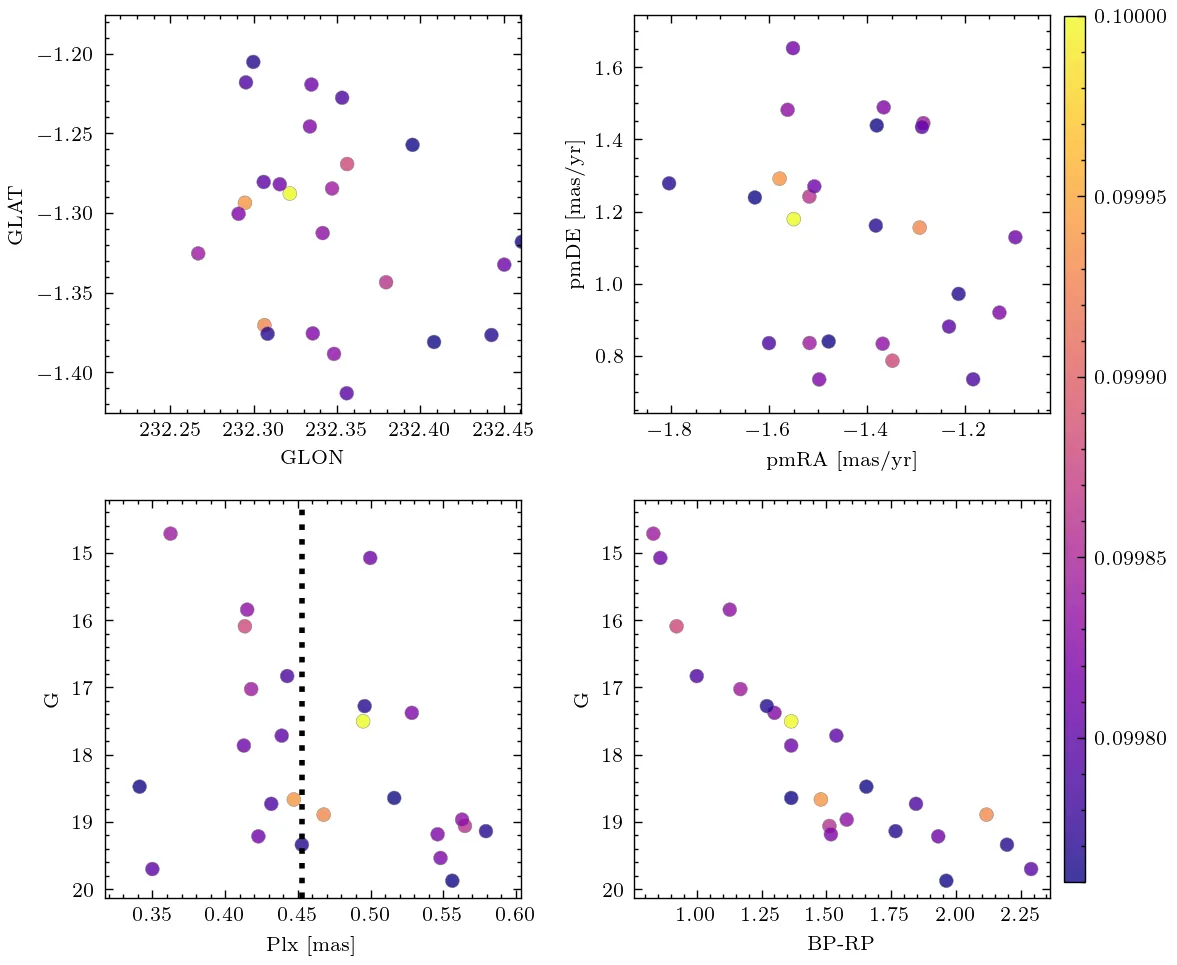 −1.20
−1.25
−1.30
−1.35
−1.40
GLAT
232.25 232.30 232.35 232.40 232.45
GLON
1.6
1.4
1.2
1.0
0.8
pmDE [mas/yr]
−1.8 −1.6 −1.4 −1.2
pmRA [mas/yr]
0.10000
0.09995
0.09990
0.09985
0.09980
15
16
17
18
19
20
G
0.35 0.40 0.45 0.50 0.55 0.60
Plx [mas]
15
16
17
18
19
20
G
1.00 1.25 1.50 1.75 2.00 2.25
BP-RP